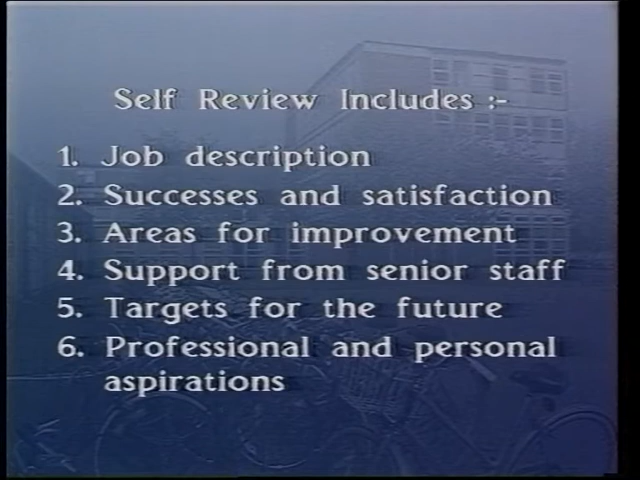 Self Review Includes :-
1. Job description
2. Successes and satisfaction
3. Areas for improvement
4. Support from senior staff
5. Targets for the future
6. Professional and personal
aspirations